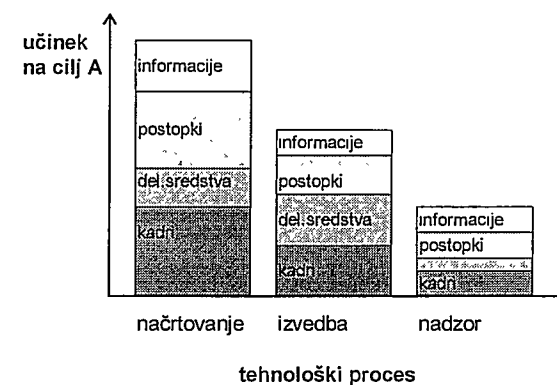 učinek
na cilj A
informacije
postopki
del.sredstva
kadri
informacije
postopki
del.sredstva
kadri
informacije
postopki
kadri
načrtovanje
izvedba
nadzor
tehnološki proces